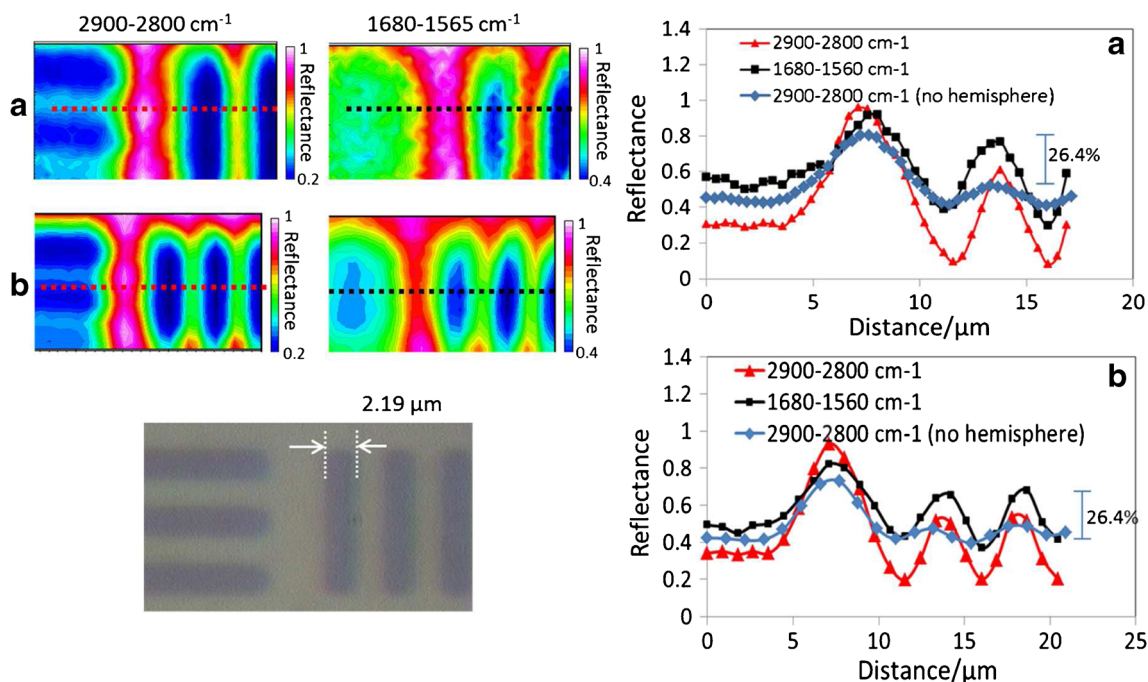 2900-2800 cm-1
1680-1565 cm-1
a
1
Reflectance
0.2
1
Reflectance
0.4
b
1
Reflectance
0.2
1
Reflectance
0.4
2.19 µm
a
1.4
1.2
1
0.8
0.6
0.4
0.2
0
Reflectance
2900-2800 cm-1
1680-1560 cm-1
2900-2800 cm-1 (no hemisphere)
26.4%
0
5
10
15
20
Distance/µm
b
1.4
1.2
1
0.8
0.6
0.4
0.2
0
Reflectance
2900-2800 cm-1
1680-1560 cm-1
2900-2800 cm-1 (no hemisphere)
26.4%
0
5
10
15
20
25
Distance/µm